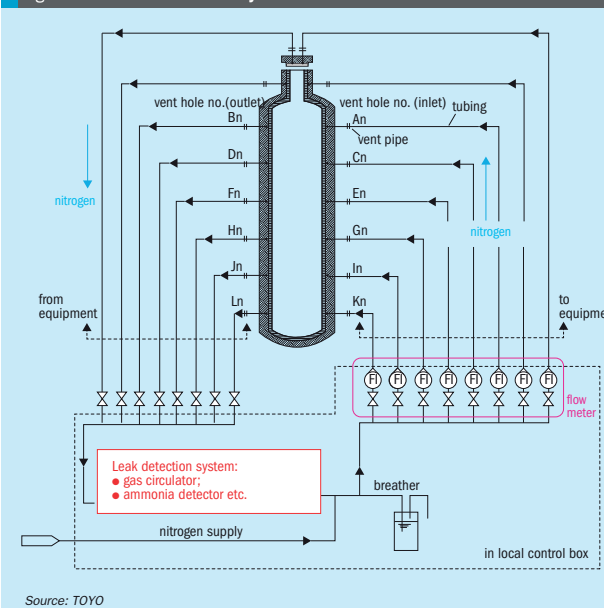 vent hole no.(outlet)
vent hole no. (inlet)
tubing
Bn
An
vent pipe
Dn
Cn
nitrogen
Fn
En
Hn
Gn
nitrogen
Jn
In
from
equipment
Ln
Kn
to
equipme
FI FI FI FI FI FI FI FI
flow
meter
Leak detection system:
● gas circulator;
● ammonia detector etc.
breather
nitrogen supply
in local control box
Source: TOYO